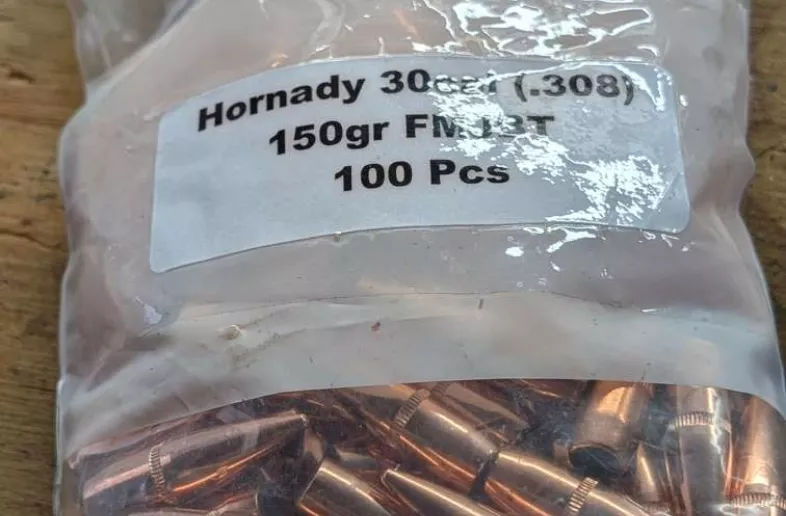 Hornady 30cal (.308)
150gr FMJBT
100 Pcs